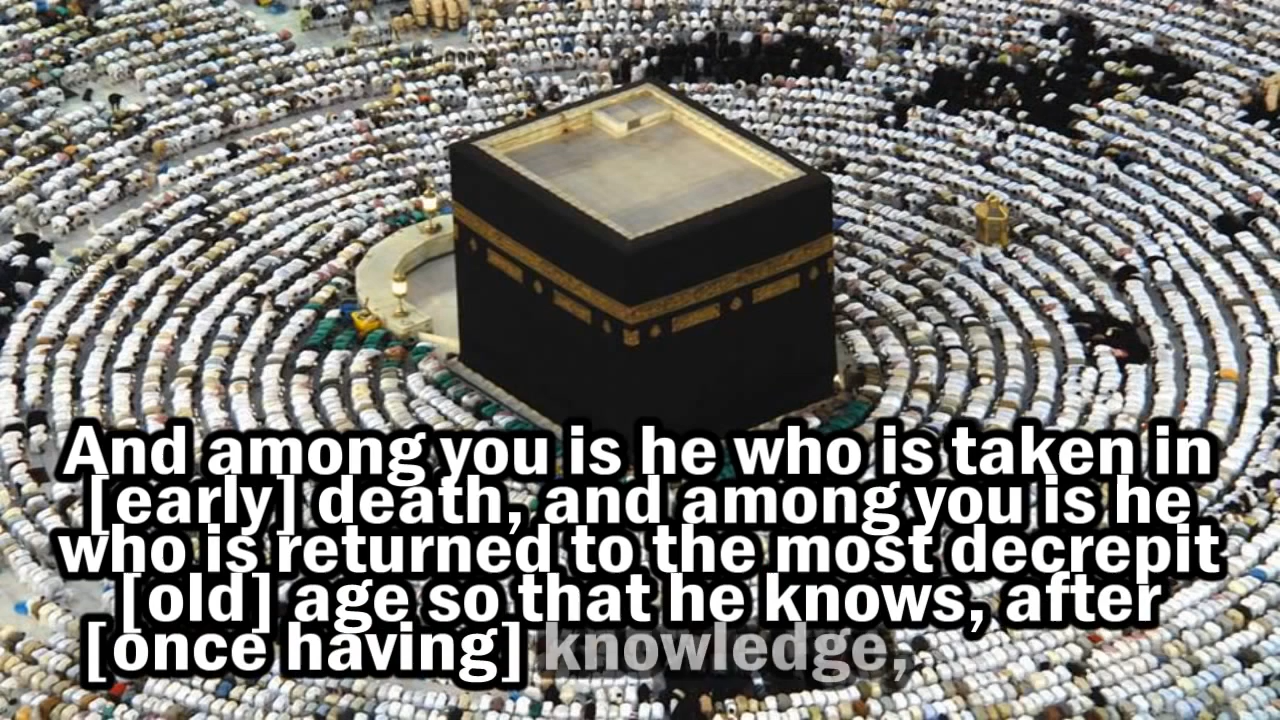 And among you is he who is taken in
[early] death, and among you is he
who is returned to the most decrepit
[old] age so that he knows, after
[once having] knowledge,